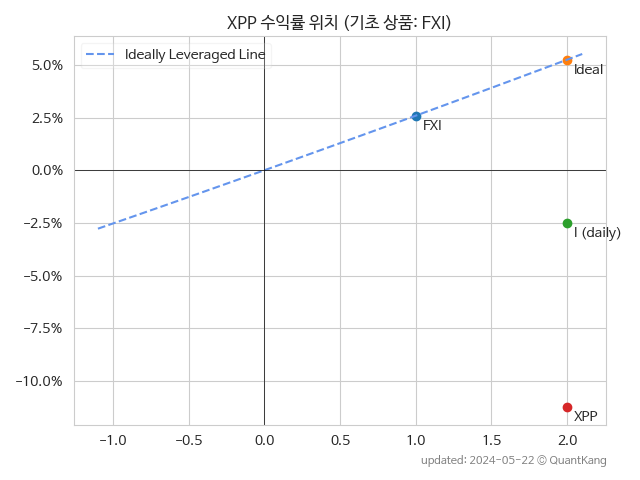 XPP 수익률 위치 (기초 상품: FXI)
Ideally Leveraged Line
5.0%
2.5%
0.0%
−2.5%
−5.0%
−7.5%
−10.0%
Ideal
FXI
I (daily)
XPP
−1.0 −0.5 0.0 0.5 1.0 1.5 2.0
updated: 2024-05-22 © QuantKang